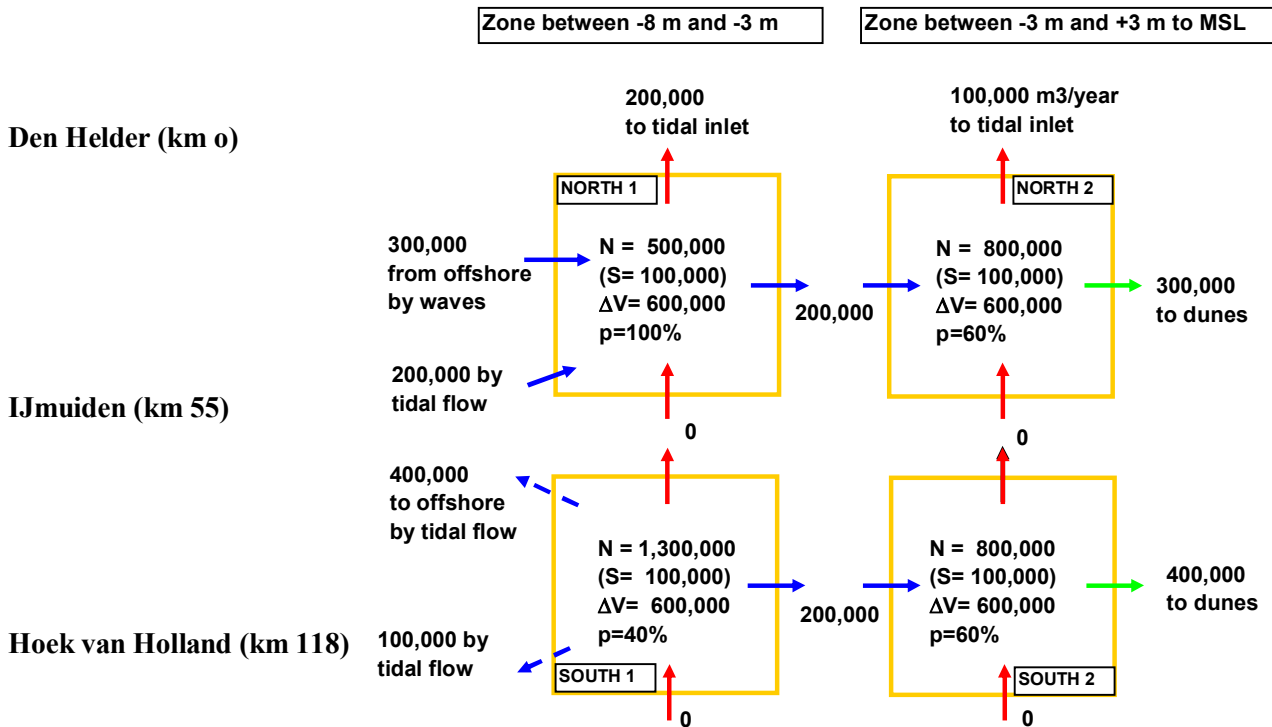 Zone between -8 m and -3 m
Zone between -3 m and +3 m to MSL
200,000
to tidal inlet
100,000 m3/year
to tidal inlet
Den Helder (km o)
NORTH 1
NORTH 2
300,000
from offshore
by waves
N = 500,000
(S= 100,000)
ΔV= 600,000
p=100%
200,000
N = 800,000
(S= 100,000)
ΔV= 600,000
p=60%
300,000
to dunes
200,000 by
tidal flow
IJmuiden (km 55)
0
0
400,000
to offshore
by tidal flow
N = 1,300,000
(S= 100,000)
ΔV= 600,000
p=40%
200,000
N = 800,000
(S= 100,000)
ΔV= 600,000
p=60%
400,000
to dunes
Hoek van Holland (km 118)
100,000 by
tidal flow
SOUTH 1
SOUTH 2
0
0